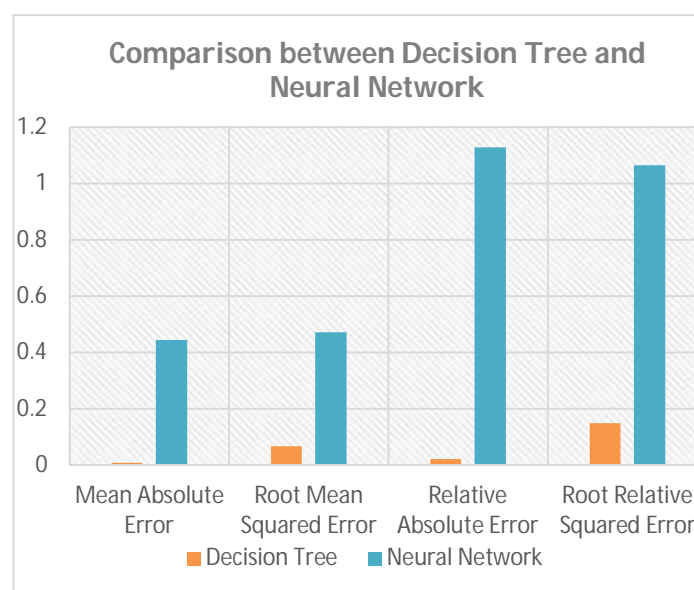 Comparison between Decision Tree and
Neural Network
1.2
1
0.8
0.6
0.4
0.2
0
Mean Absolute
Error
Root Mean
Squared Error
Relative
Absolute Error
Root Relative
Squared Error
Decision Tree
Neural Network